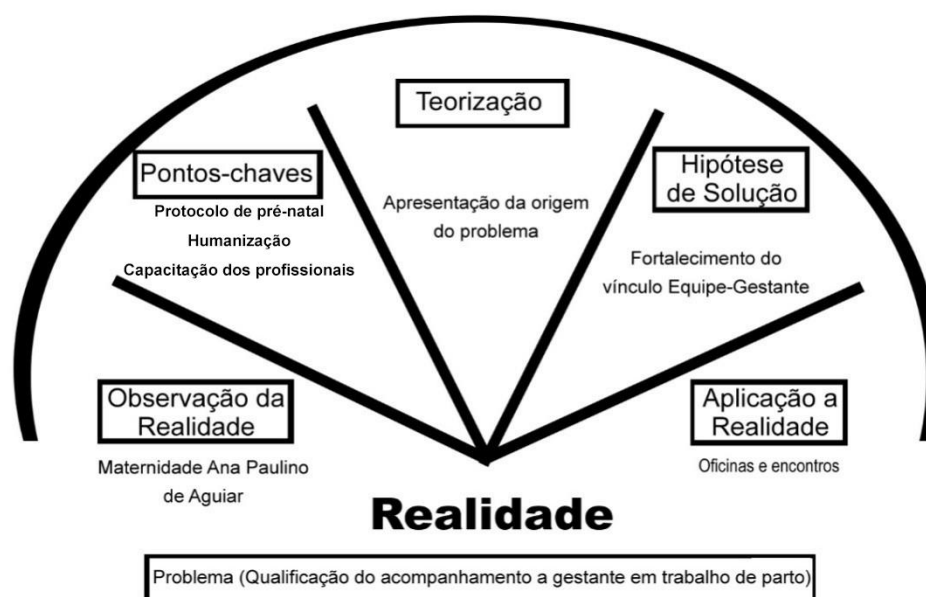 Teorização
Apresentação da origem
do problema
Pontos-chaves
Protocolo de pré-natal
Humanização
Capacitação dos profissionais
Hipótese
de Solução
Fortalecimento do
vínculo Equipe-Gestante
Observação da
Realidade
Maternidade Ana Paulino
de Aguiar
Aplicação a
Realidade
Oficinas e encontros
Realidade
Problema (Qualificação do acompanhamento a gestante em trabalho de parto)